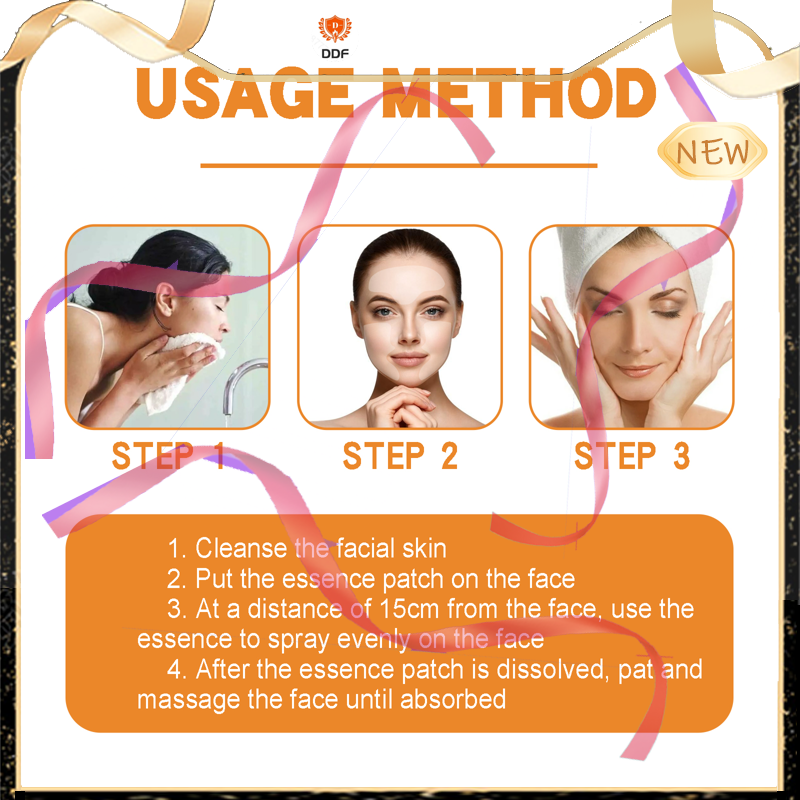 DDF
USAGE METHOD
NEW
STEP 1
STEP 2
STEP 3
1. Cleanse the facial skin
2. Put the essence patch on the face
3. At a distance of 15cm from the face, use the
essence to spray evenly on the face
4. After the essence patch is dissolved, pat and
massage the face until absorbed